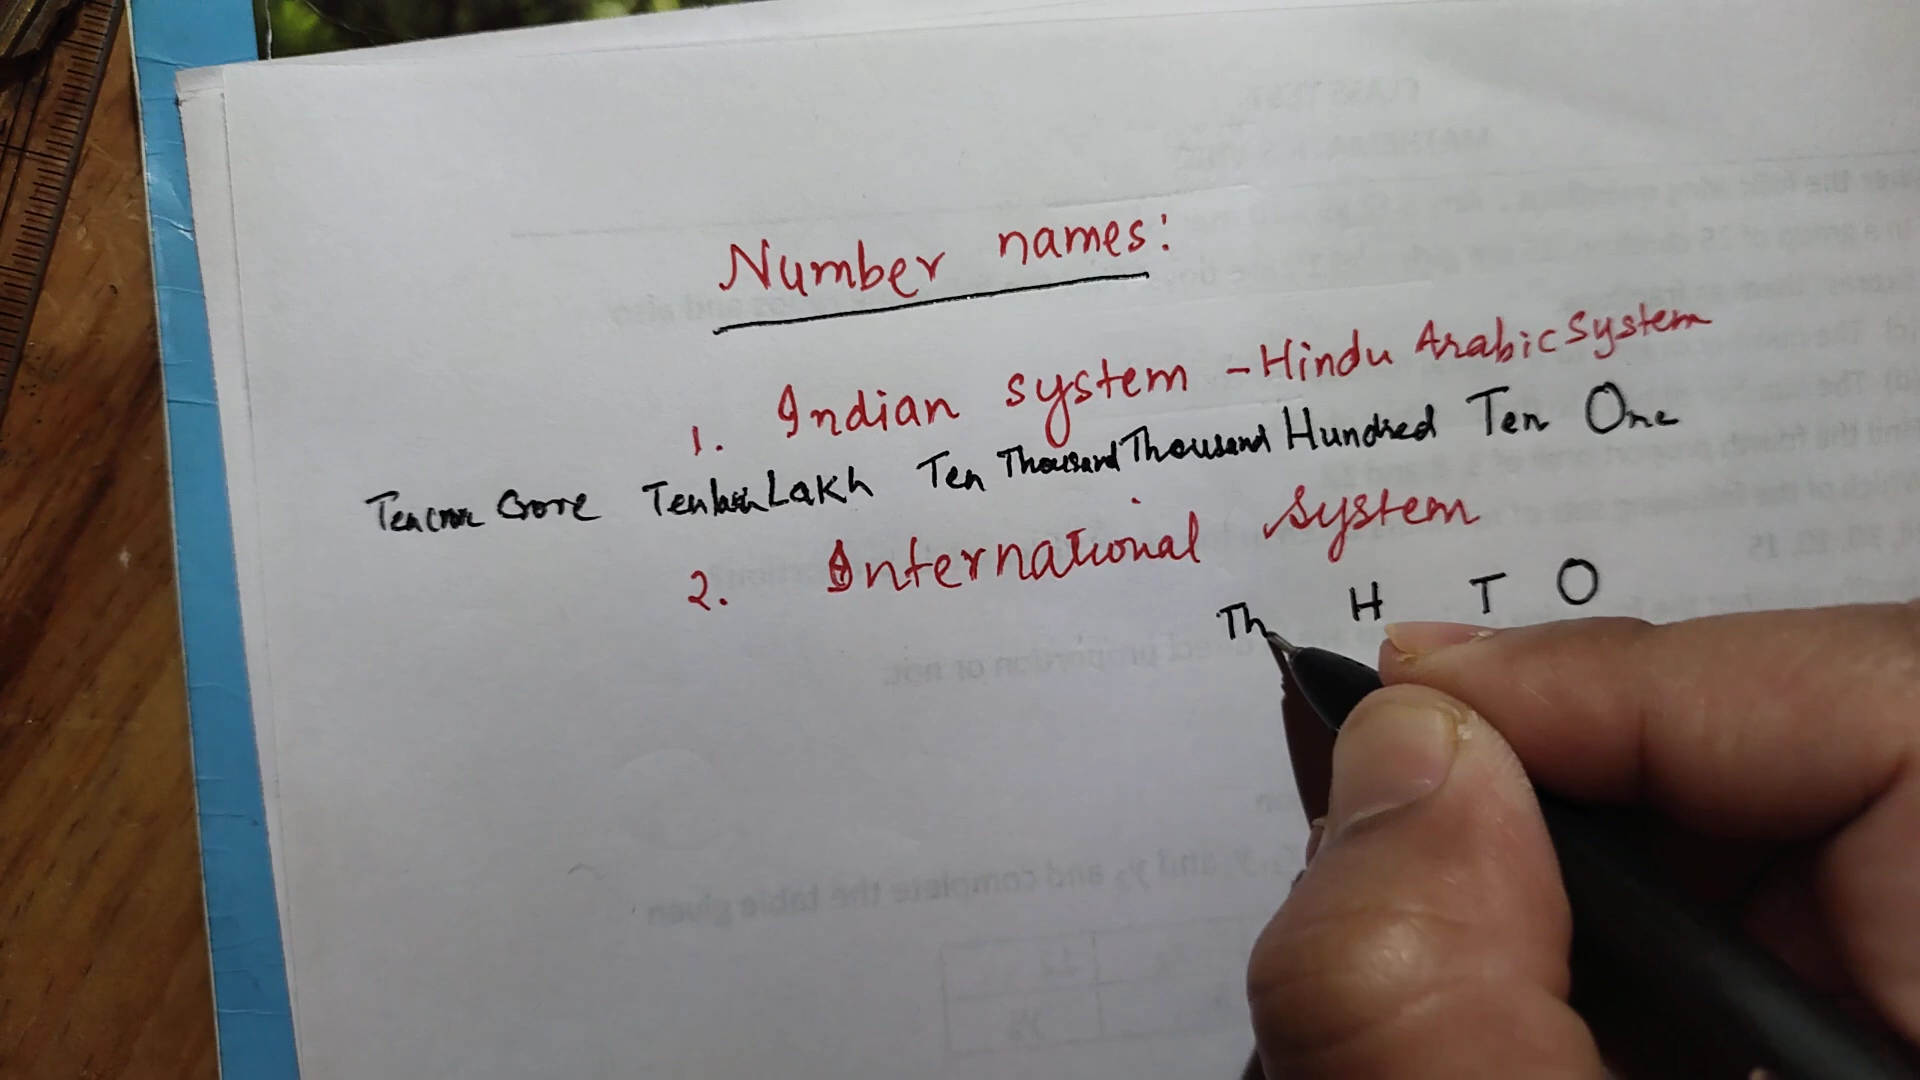 Number names:
1. Indian system - Hindu Arabic System
Ten crore Crore Ten lakh Lakh Ten Thousand Thousand Hundred Ten One
2. International System
Th H T O